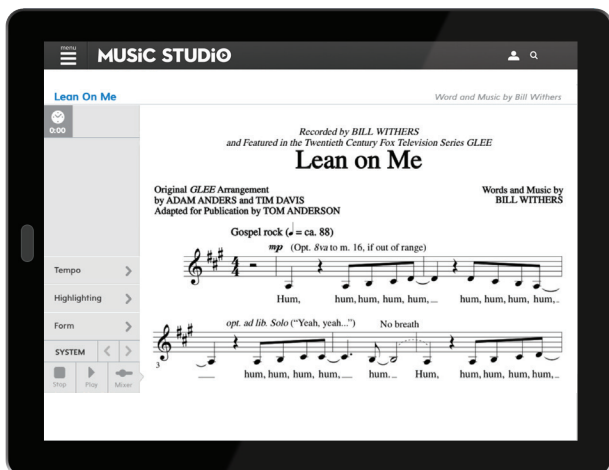 menu
MUSiC STUDiO
Lean On Me
Word and Music by Bill Withers
0:00
Recorded by BILL WITHERS
and Featured in the Twentieth Century Fox Television Series GLEE
Lean on Me
Original GLEE Arrangement
by ADAM ANDERS and TIM DAVIS
Adapted for Publication by TOM ANDERSON
Words and Music by
BILL WITHERS
Gospel rock (♩ = ca. 88)
mp (Opt. 8va to m. 16, if out of range)
4
4
Hum, hum, hum, hum, hum, hum, hum, hum, hum,
opt. ad lib. Solo ("Yeah, yeah...") No breath
3
hum, hum, hum, hum, hum. Hum, hum, hum, hum, hum,
Tempo
Highlighting
Form
SYSTEM
Stop Play Mixer